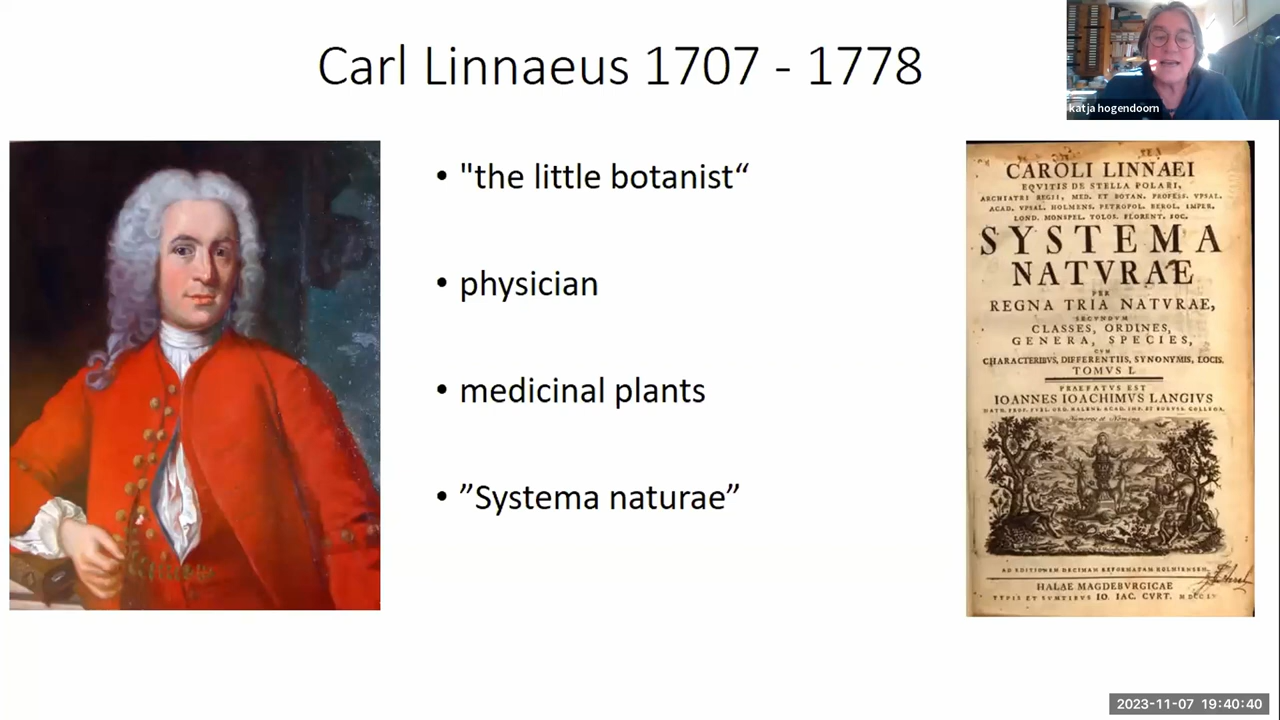 Carl Linnaeus 1707 - 1778
katja hogendoorn
• "the little botanist“
• physician
• medicinal plants
• ”Systema naturae”
CAROLI LINNAEI
EQVITIS DE STELLA POLARI,
ARCHIATRI REGII, MED. ET BOTAN. PROFESS. VPSAL.
ACAD. VPSAL. HOLMENS. PETROPOL. BEROL. IMPER.
LOND. MONSPEL. TOLOS. FLORENT. SOC.
SYSTEMA
NATVRAE
PER
REGNA TRIA NATVRAE,
SECVNDVM
CLASSES, ORDINES,
GENERA, SPECIES,
CVM
CHARACTERIBVS, DIFFERENTIIS, SYNONYMIS, LOCIS.
TOMVS I.
PRAEFATVS EST
IOANNES IOACHIMVS LANGIVS
AD EDITIONEM DECIMAM REFORMATAM HOLMIENSEM.
HALAE MAGDEBVRGICAE
TYPIS ET SVMTIBVS IO. IAC. CVRT.
2023-11-07 19:40:40